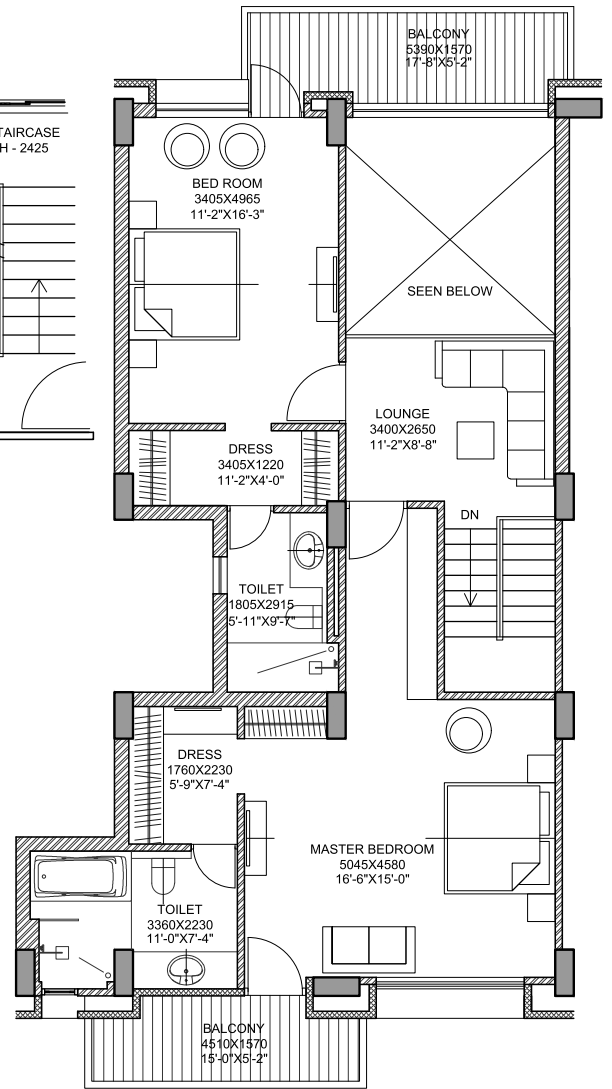 BALCONY
5390X1570
17'-8"X5'-2"
H - 2425
BED ROOM
3405X4965
11'-2"X16'-3"
SEEN BELOW
LOUNGE
3400X2650
11'-2"X8'-8"
DRESS
3405X1220
11'-2"X4'-0"
DN
TOILET
1805X2915
5'-11"X9'-7"
DRESS
1760X2230
5'-9"X7'-4"
MASTER BEDROOM
5045X4580
16'-6"X15'-0"
TOILET
3360X2230
11'-0"X7'-4"
BALCONY
4510X1570
15'-0"X5'-2"